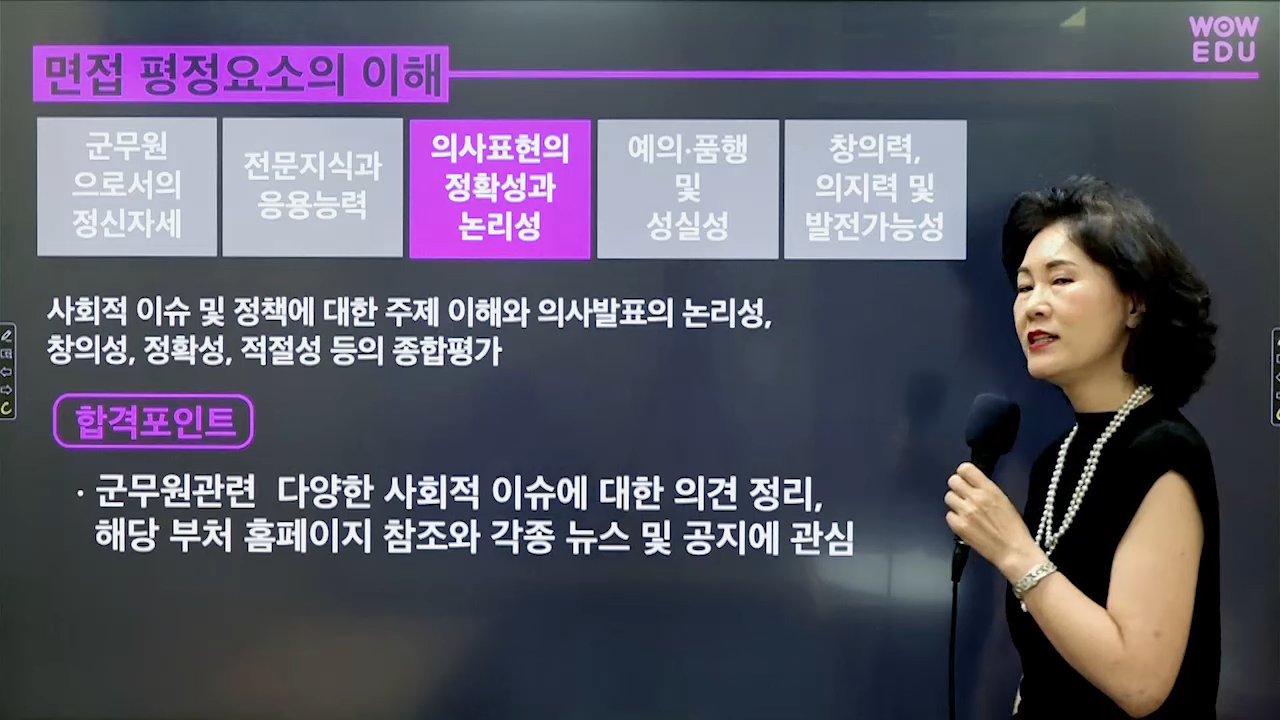 WOW
EDU
면접 평정요소의 이해
군무원
으로서의
정신자세
전문지식과
응용능력
의사표현의
정확성과
논리성
예의·품행
및
성실성
창의력,
의지력 및
발전가능성
사회적 이슈 및 정책에 대한 주제 이해와 의사발표의 논리성,
창의성, 정확성, 적절성 등의 종합평가
합격포인트
· 군무원관련 다양한 사회적 이슈에 대한 의견 정리,
해당 부처 홈페이지 참조와 각종 뉴스 및 공지에 관심